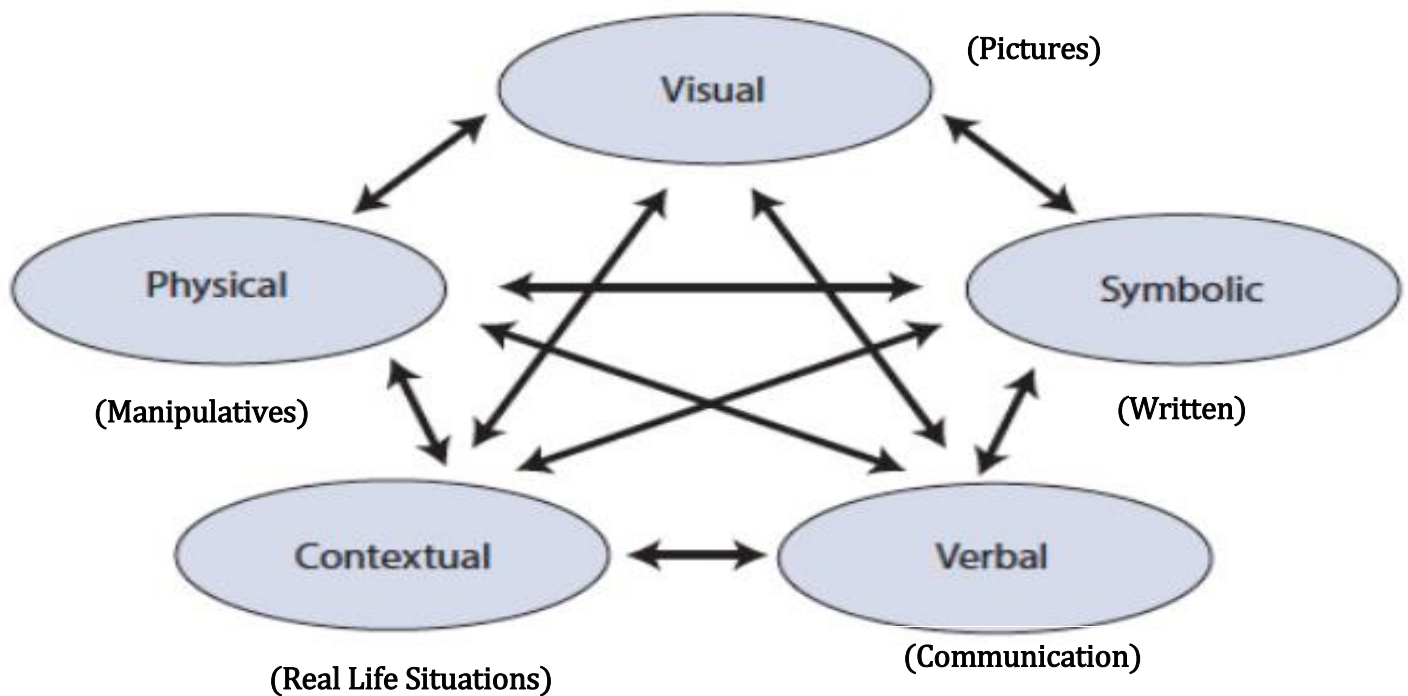 Visual
(Pictures)
Physical
(Manipulatives)
Symbolic
(Written)
Contextual
(Real Life Situations)
Verbal
(Communication)